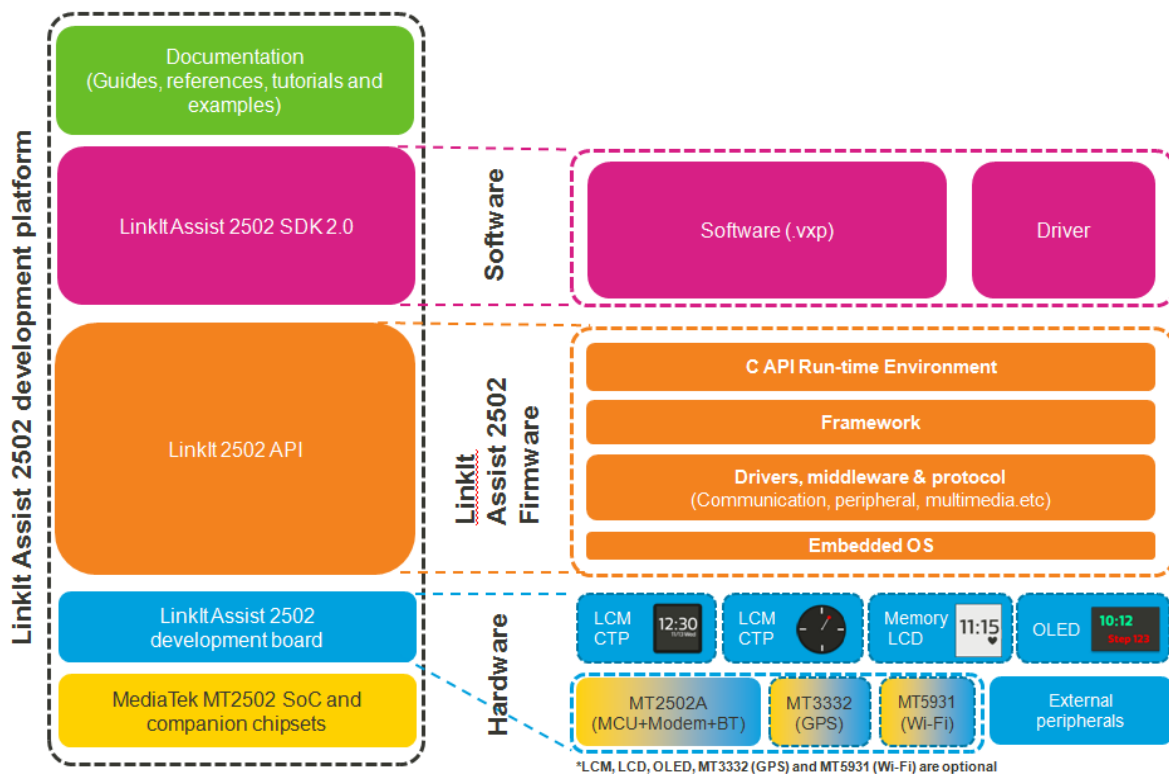 LinkIt Assist 2502 development platform
Documentation
(Guides, references, tutorials and
examples)
LinkIt Assist 2502 SDK 2.0
LinkIt 2502 API
LinkIt Assist 2502
development board
MediaTek MT2502 SoC and
companion chipsets
Software
Software (.vxp)
Driver
LinkIt
Assist 2502
Firmware
C API Run-time Environment
Framework
Drivers, middleware & protocol
(Communication, peripheral, multimedia.etc)
Embedded OS
Hardware
LCM
CTP
12:30
11/12 Wed
LCM
CTP
Memory
LCD
11:15
OLED
10:12
Step 123
MT2502A
(MCU+Modem+BT)
MT3332
(GPS)
MT5931
(Wi-Fi)
External
peripherals
*LCM, LCD, OLED, MT3332 (GPS) and MT5931 (Wi-Fi) are optional